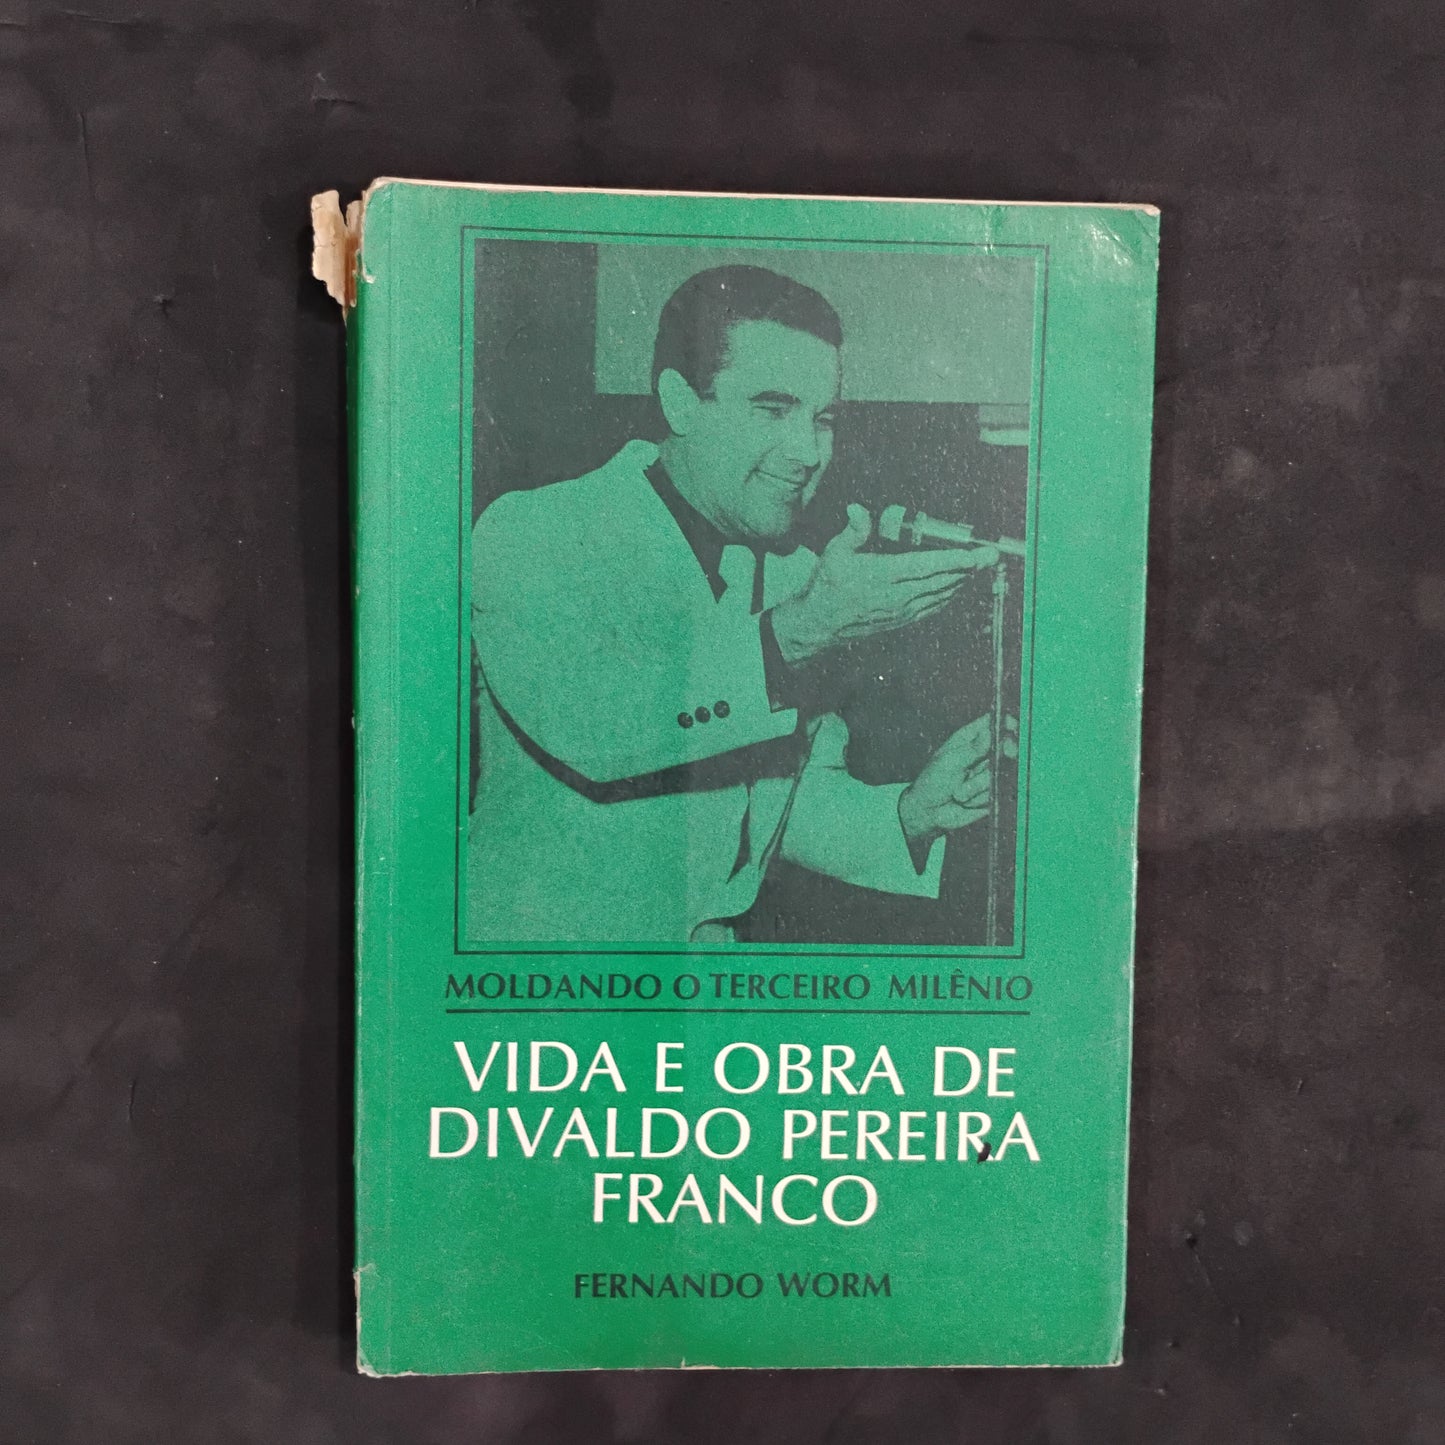 MOLDANDO O TERCEIRO MILÊNIO
VIDA E OBRA DE
DIVALDO PEREIRA
FRANCO
FERNANDO WORM